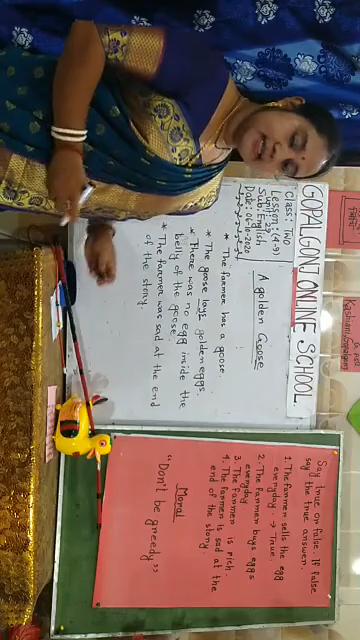 GOPALGONJ ONLINE SCHOOL
Class: Two
Lesson: (4-9)
Unit: 39
Sub: English
Date: 06-10-2020
A golden Goose
* The farmer has a goose.
* The goose lays golden eggs.
* There was no egg inside the
belly of the goose.
* The farmer was sad at the end
of the story.
Say true or false. If false
say the true answer.
1. The farmer sells the egg
everyday. → True.
2. The farmer buys eggs
everyday
3. The farmer is rich.
4. The farmer is sad at the
end of the story.
Moral
"Don't be greedy"